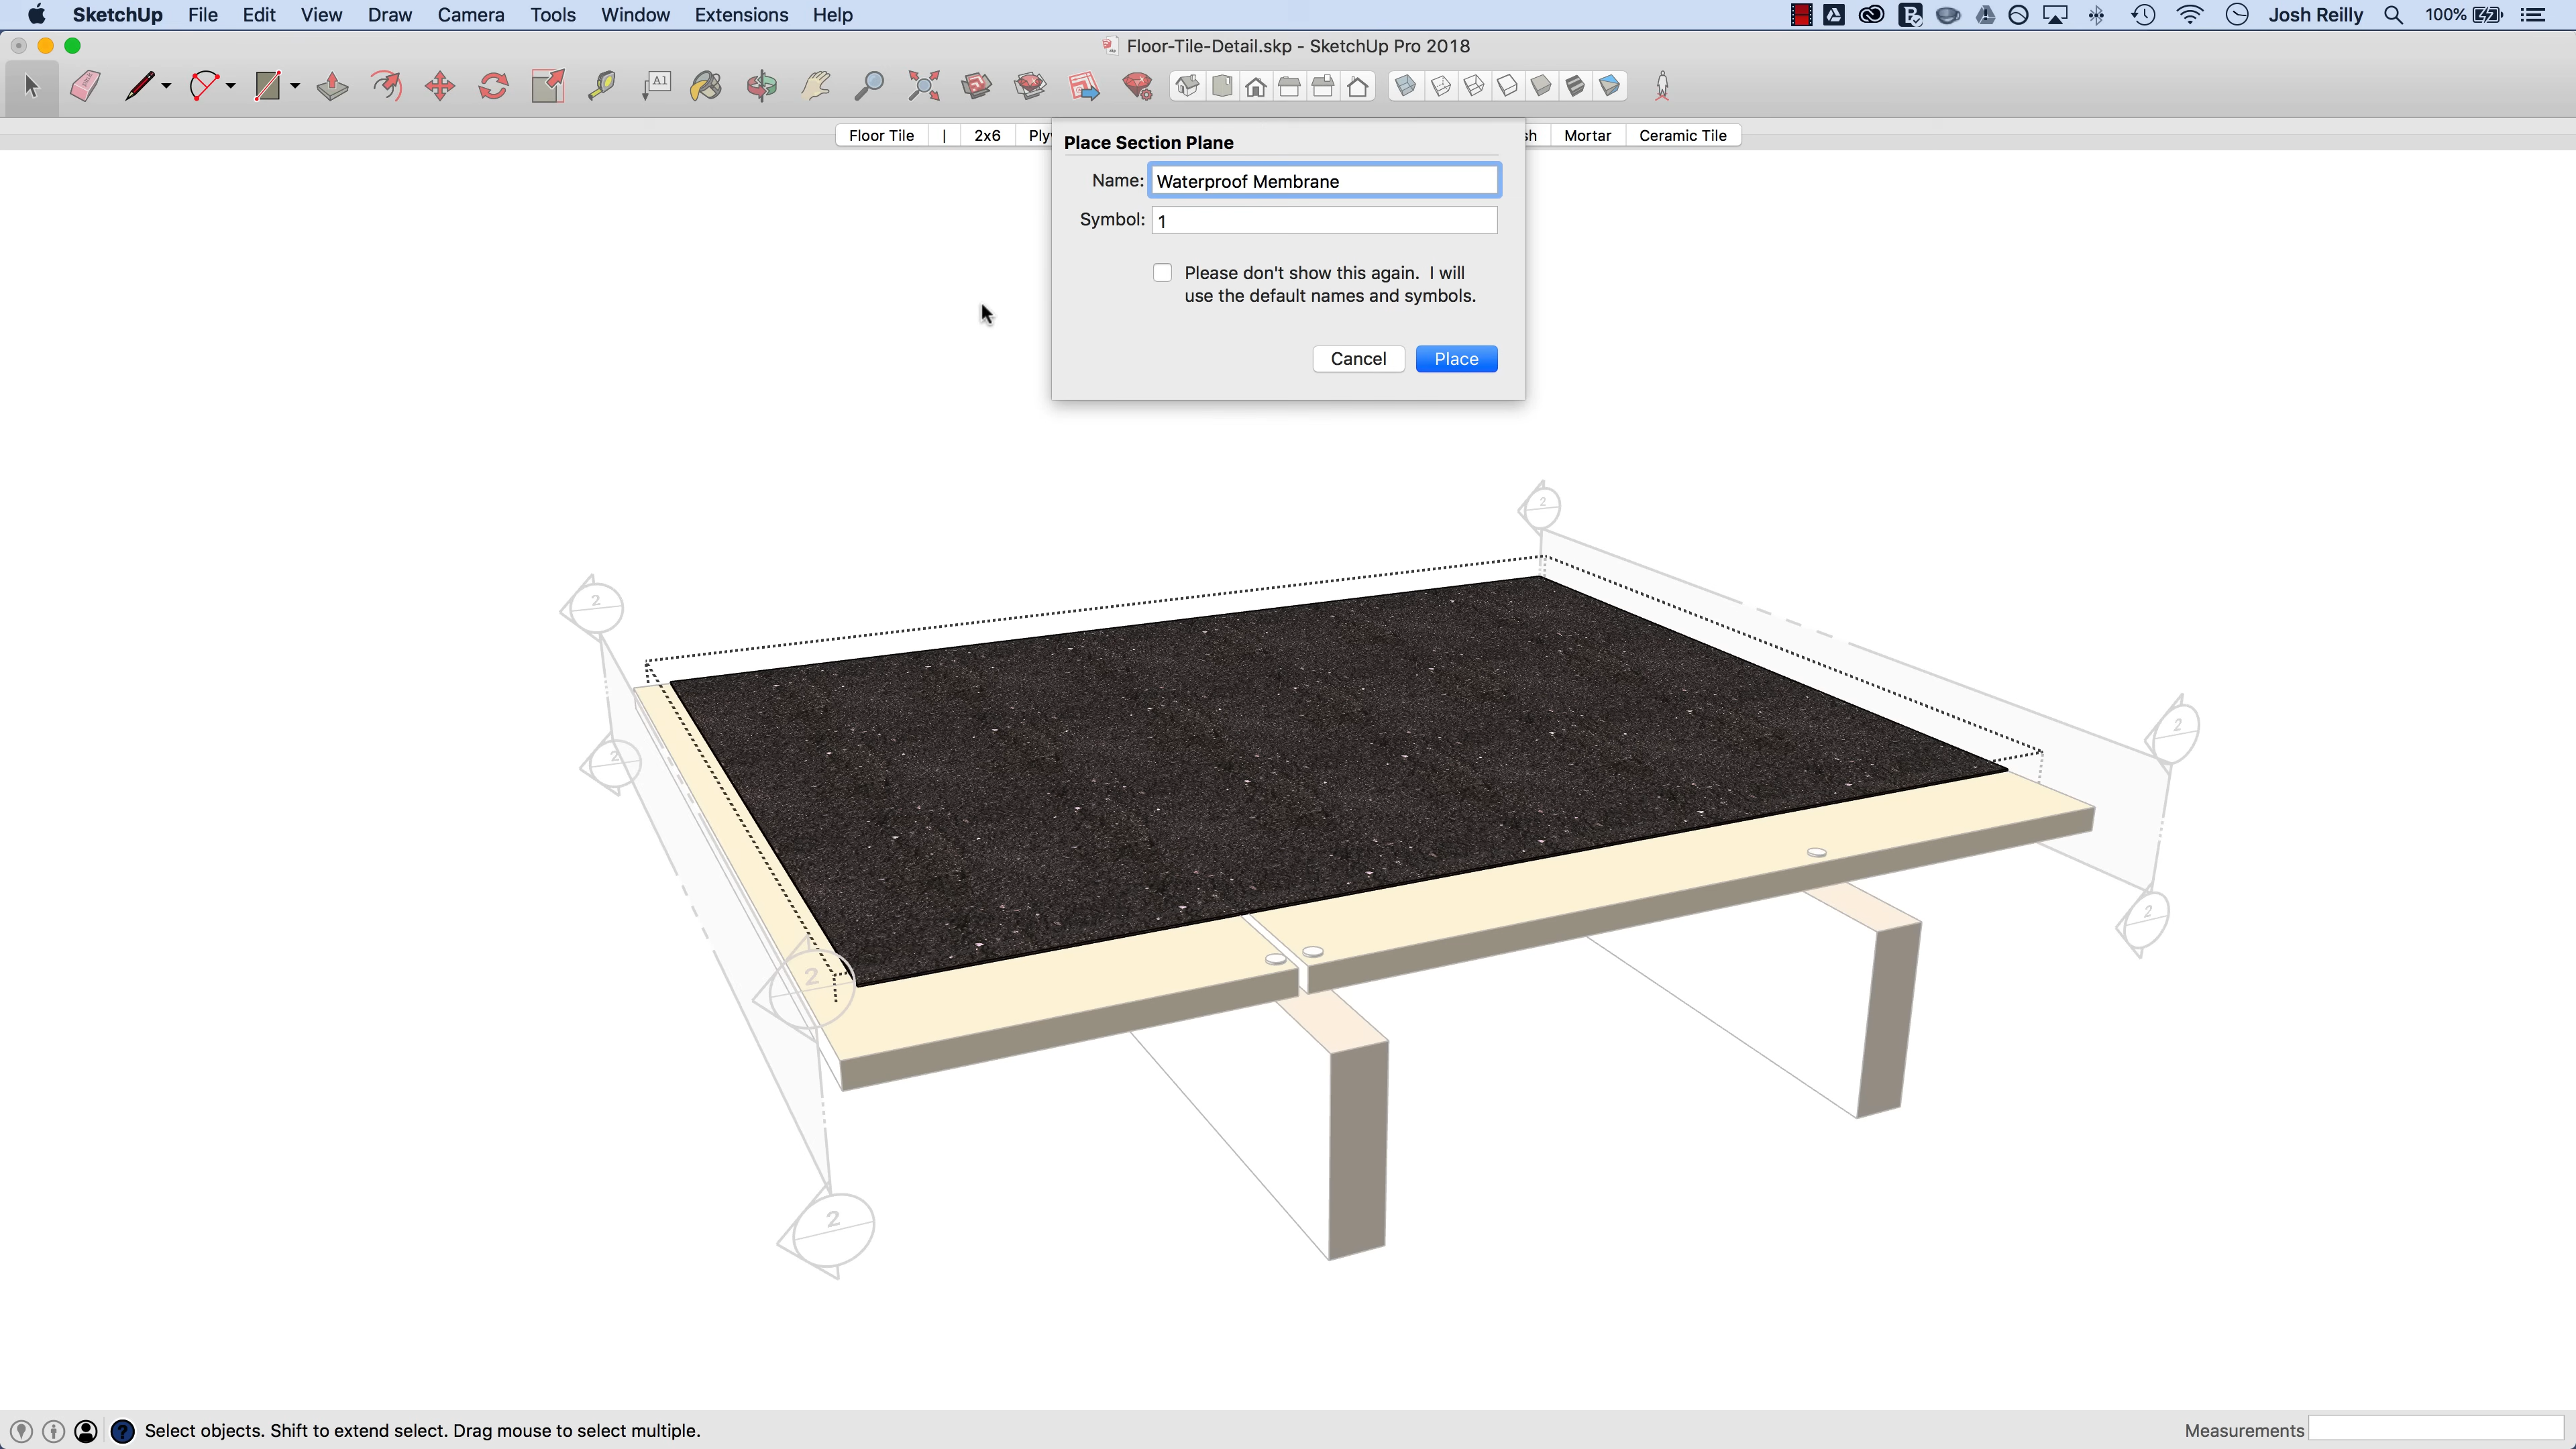 SketchUp File Edit View Draw Camera Tools Window Extensions Help Josh Reilly 100%
Floor-Tile-Detail.skp - SketchUp Pro 2018
A1
Floor Tile | 2x6 Mortar Ceramic Tile
Place Section Plane
Name: Waterproof Membrane
Symbol: 1
Please don't show this again. I will
use the default names and symbols.
Cancel Place
2
2
2
2
2
2
2
Select objects. Shift to extend select. Drag mouse to select multiple.
Measurements